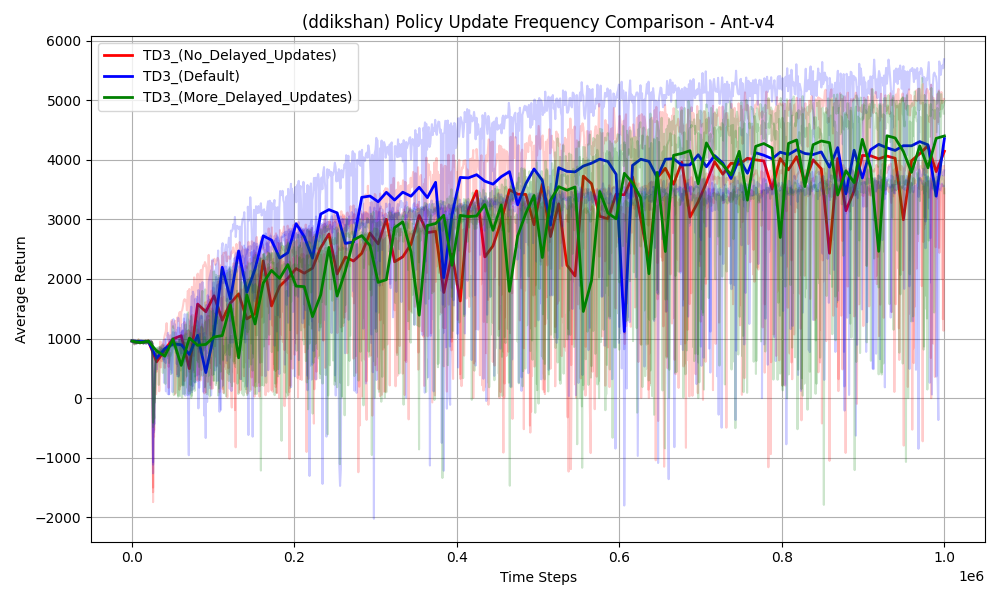 (ddikshan) Policy Update Frequency Comparison - Ant-v4
TD3_(No_Delayed_Updates)
TD3_(Default)
TD3_(More_Delayed_Updates)
Average Return
6000
5000
4000
3000
2000
1000
0
−1000
−2000
0.0
0.2
0.4
0.6
0.8
1.0
1e6
Time Steps